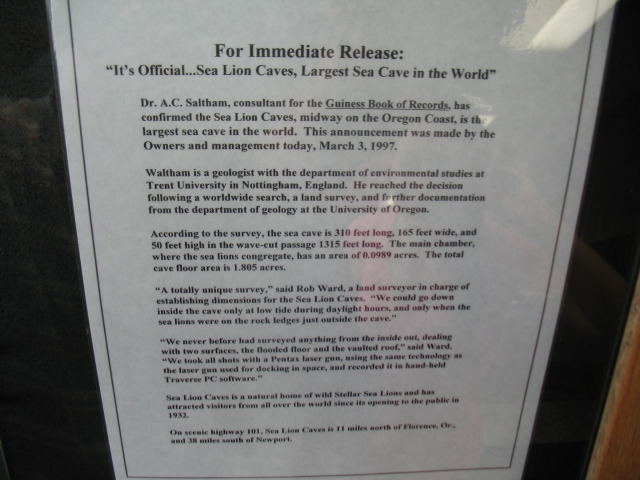 For Immediate Release:
“It's Official...Sea Lion Caves, Largest Sea Cave in the World”
Dr. A.C. Saltham, consultant for the Guiness Book of Records, has
confirmed the Sea Lion Caves, midway on the Oregon Coast, is the
largest sea cave in the world. This announcement was made by the
Owners and management today, March 3, 1997.
Waltham is a geologist with the department of environmental studies at
Trent University in Nottingham, England. He reached the decision
following a worldwide search, a land survey, and further documentation
from the department of geology at the University of Oregon.
According to the survey, the sea cave is 310 feet long, 165 feet wide, and
50 feet high in the wave-cut passage 1315 feet long. The main chamber,
where the sea lions congregate, has an area of 0.0989 acres. The total
cave floor area is 1.805 acres.
“A totally unique survey,” said Rob Ward, a land surveyor in charge of
establishing dimensions for the Sea Lion Caves. “We could go down
inside the cave only at low tide during daylight hours, and only when the
sea lions were on the rock ledges just outside the cave.”
“We never before had surveyed anything from the inside out, dealing
with two surfaces, the flooded floor and the vaulted roof,” said Ward.
“We took all shots with a Pentax laser gun, using the same technology as
the laser gun used for docking in space, and recorded it in hand-held
Traverse PC software.”
Sea Lion Caves is a natural home of wild Stellar Sea Lions and has
attracted visitors from all over the world since its opening to the public in
1932.
On scenic highway 101, Sea Lion Caves is 11 miles north of Florence, Or.,
and 38 miles south of Newport.